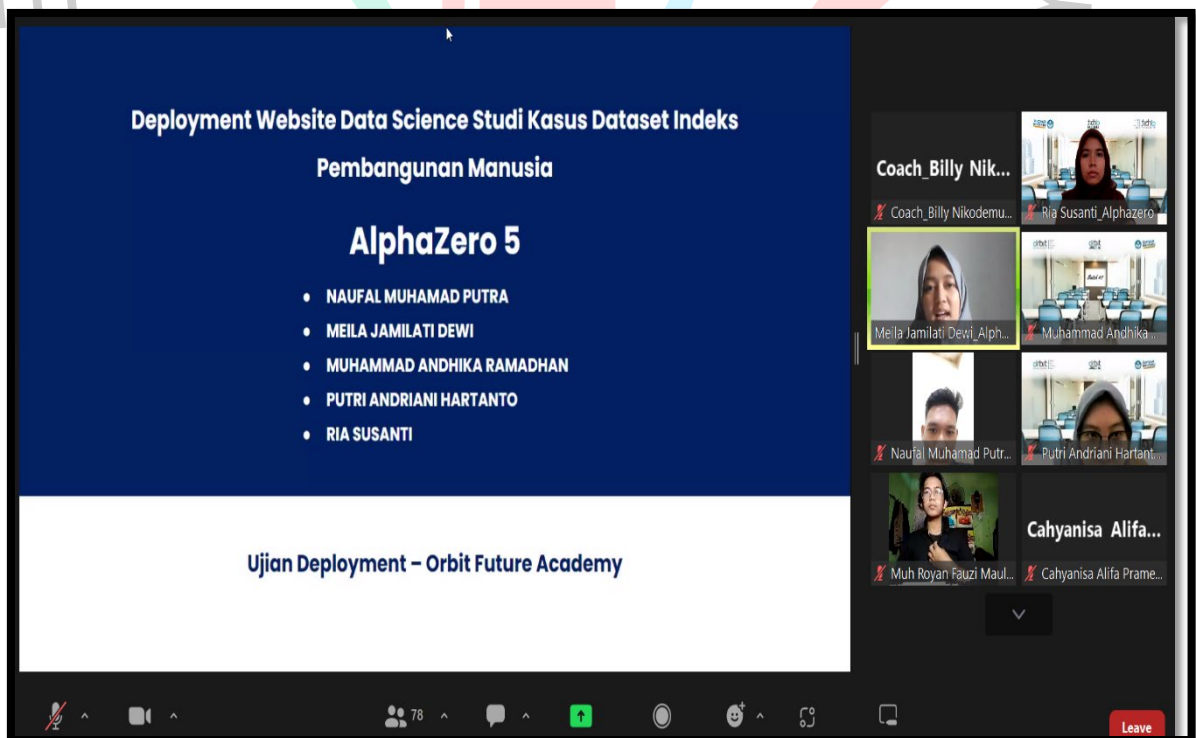 Deployment Website Data Science Studi Kasus Dataset Indeks
Pembangunan Manusia
AlphaZero 5
• NAUFAL MUHAMAD PUTRA
• MEILA JAMILATI DEWI
• MUHAMMAD ANDHIKA RAMADHAN
• PUTRI ANDRIANI HARTANTO
• RIA SUSANTI
Ujian Deployment – Orbit Future Academy
Coach_Billy Nik...
Coach_Billy Nikodemu...
Ria Susanti_Alphazero
Meila Jamilati Dewi_Alph...
Muhammad Andhika ...
Naufal Muhamad Putr...
Putri Andriani Hartant...
Muh Royan Fauzi Maul...
Cahyanisa Alifa...
Cahyanisa Alifa Prame...
78
Leave